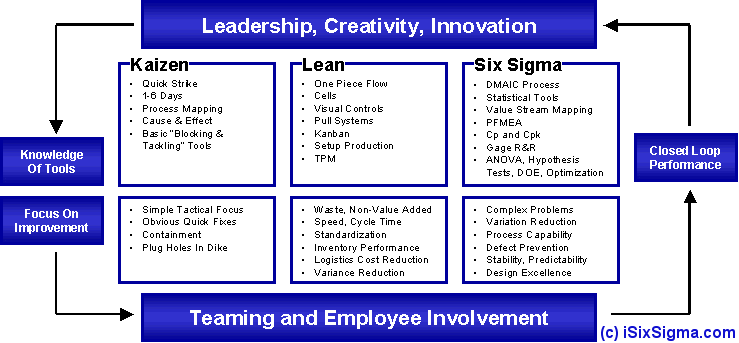 Leadership, Creativity, Innovation
Kaizen
• Quick Strike
• 1-6 Days
• Process Mapping
• Cause & Effect
• Basic "Blocking &
Tackling" Tools
Lean
• One Piece Flow
• Cells
• Visual Controls
• Pull Systems
• Kanban
• Setup Production
• TPM
Six Sigma
• DMAIC Process
• Statistical Tools
• Value Stream Mapping
• PFMEA
• Cp and Cpk
• Gage R&R
• ANOVA, Hypothesis
Tests, DOE, Optimization
Knowledge
Of Tools
Closed Loop
Performance
Focus On
Improvement
• Simple Tactical Focus
• Obvious Quick Fixes
• Containment
• Plug Holes In Dike
• Waste, Non-Value Added
• Speed, Cycle Time
• Standardization
• Inventory Performance
• Logistics Cost Reduction
• Variance Reduction
• Complex Problems
• Variation Reduction
• Process Capability
• Defect Prevention
• Stability, Predictability
• Design Excellence
Teaming and Employee Involvement
(c) iSixSigma.com